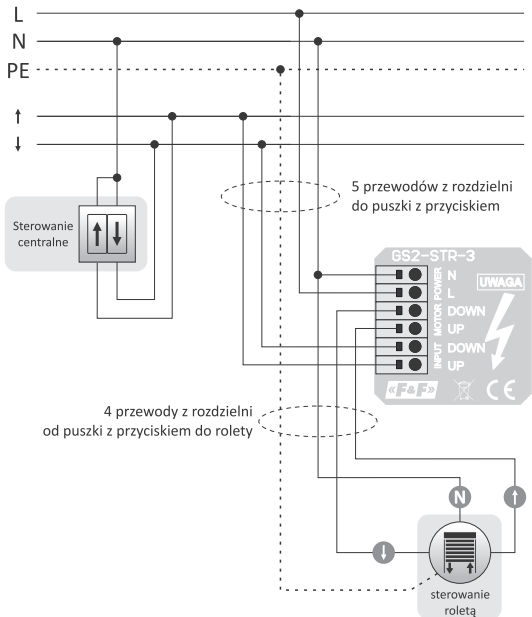 L
N
PE
↑
↓
5 przewodów z rozdzielni
do puszki z przyciskiem
Sterowanie
centralne
GS2-STR-3
POWER
N
L
UWAGA
MOTOR
DOWN
UP
INPUT
DOWN
UP
«F&F»
CE
4 przewody z rozdzielni
od puszki z przyciskiem do rolety
N
↑
↓
sterowanie
roletą